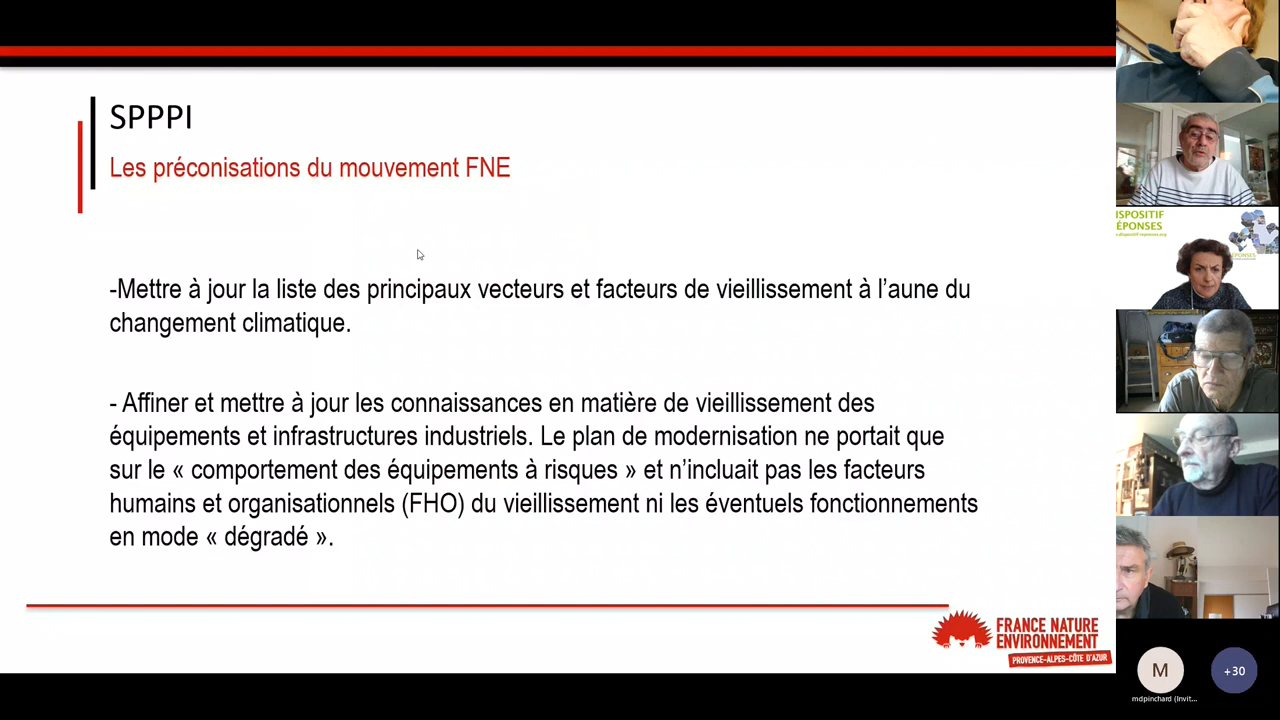 SPPPI
Les préconisations du mouvement FNE
-Mettre à jour la liste des principaux vecteurs et facteurs de vieillissement à l’aune du
changement climatique.
- Affiner et mettre à jour les connaissances en matière de vieillissement des
équipements et infrastructures industriels. Le plan de modernisation ne portait que
sur le « comportement des équipements à risques » et n’incluait pas les facteurs
humains et organisationnels (FHO) du vieillissement ni les éventuels fonctionnements
en mode « dégradé ».
FRANCE NATURE
ENVIRONNEMENT
PROVENCE-ALPES-CÔTE D'AZUR
ISPOSITIF
ÉPONSES
M
+30
mdpinchard (Invit...